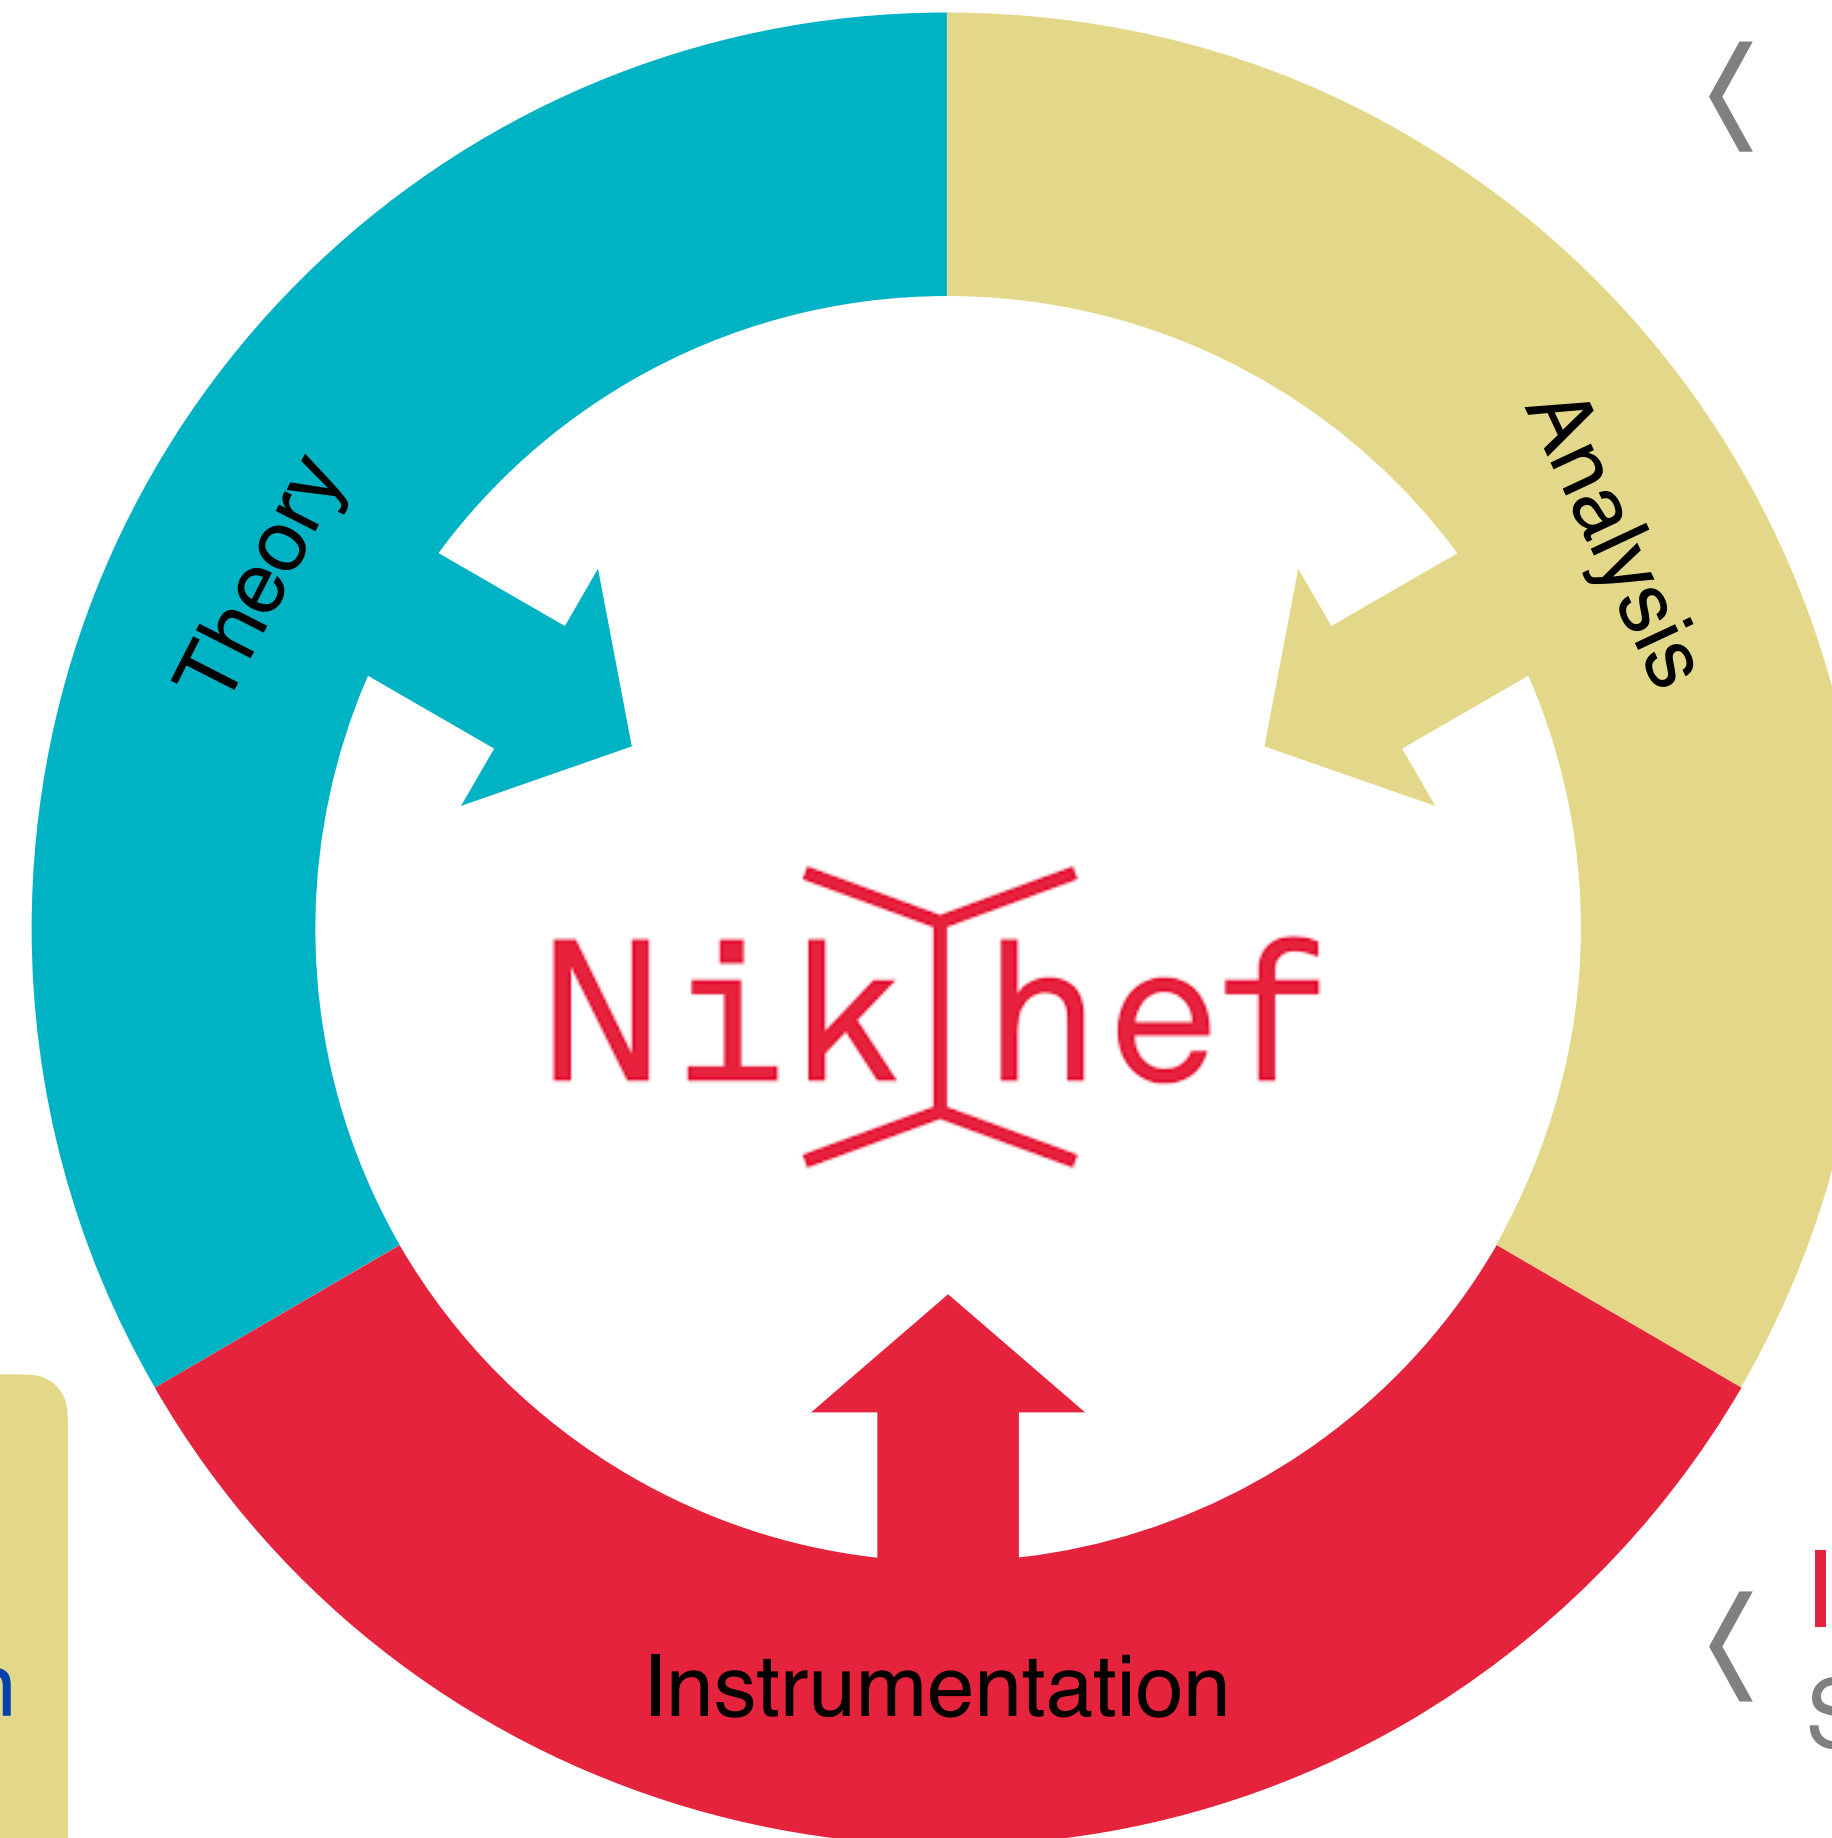 Theory
Analysis
Nikhef
Instrumentation